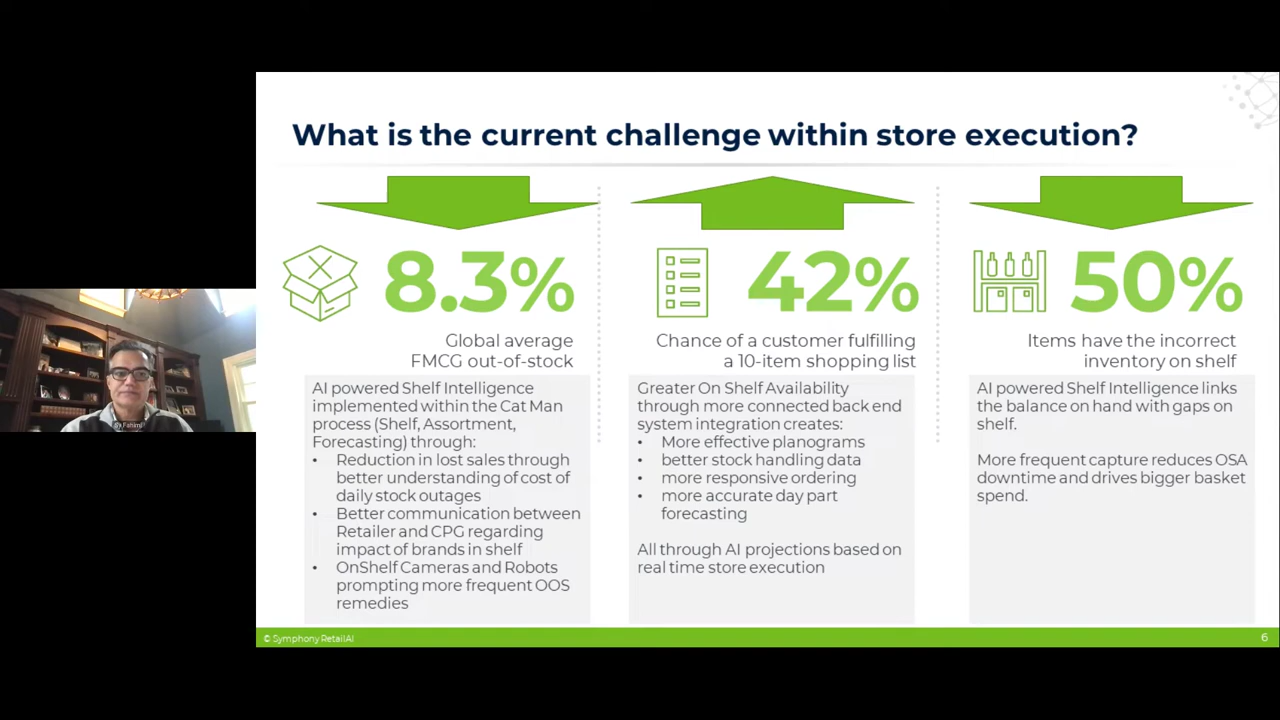 What is the current challenge within store execution?
8.3%
Global average
FMCG out-of-stock
AI powered Shelf Intelligence
implemented within the Cat Man
process (Shelf, Assortment,
Forecasting) through:
• Reduction in lost sales through
better understanding of cost of
daily stock outages
• Better communication between
Retailer and CPG regarding
impact of brands in shelf
• OnShelf Cameras and Robots
prompting more frequent OOS
remedies
42%
Chance of a customer fulfilling
a 10-item shopping list
Greater On Shelf Availability
through more connected back end
system integration creates:
• More effective planograms
• better stock handling data
• more responsive ordering
• more accurate day part
forecasting
All through AI projections based on
real time store execution
50%
Items have the incorrect
inventory on shelf
AI powered Shelf Intelligence links
the balance on hand with gaps on
shelf.
More frequent capture reduces OSA
downtime and drives bigger basket
spend.
Sy Fahimi
© Symphony RetailAI
6